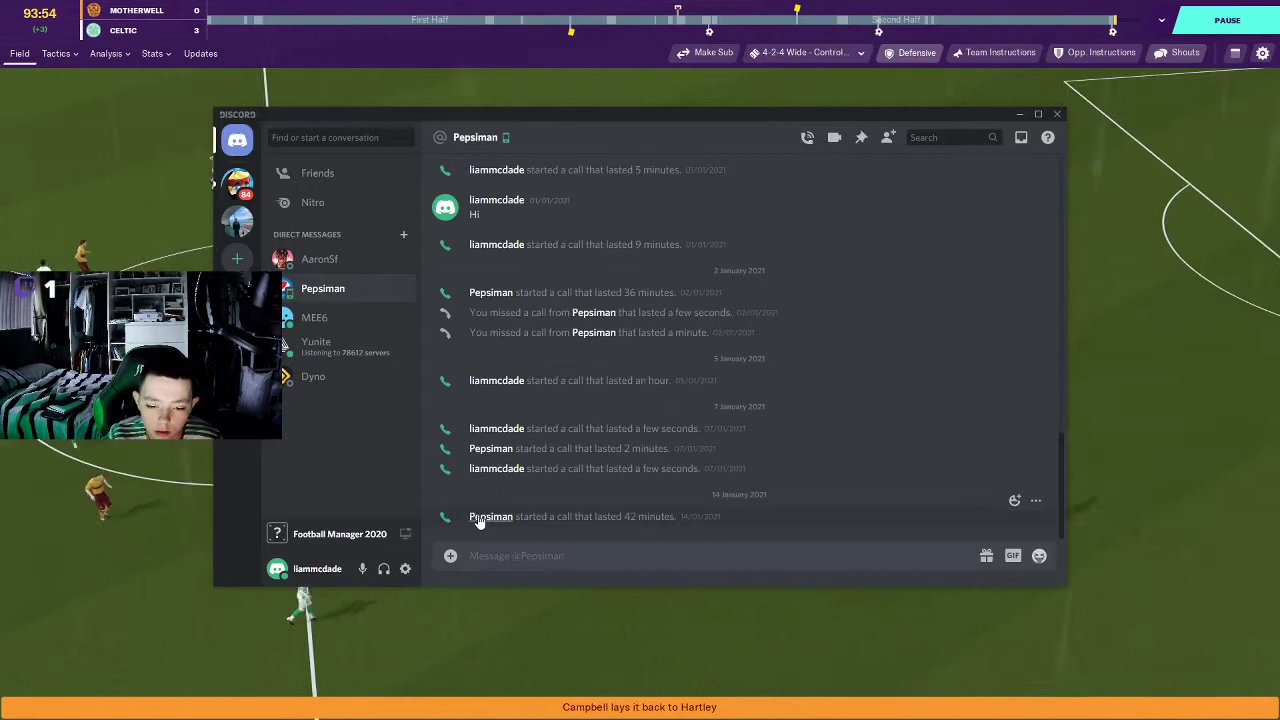 93:54
(+3)
MOTHERWELL 0
CELTIC 3
First Half
Second Half
PAUSE
Field
Tactics
Analysis
Stats
Updates
Make Sub
4-2-4 Wide - Control...
Defensive
Team Instructions
Opp. Instructions
Shouts
DISCORD
Find or start a conversation
Pepsiman
Search
84
Friends
Nitro
DIRECT MESSAGES
AaronSf
Pepsiman
MEE6
Yunite
Listening to 78612 servers
Dyno
1
liammcdade started a call that lasted 5 minutes. 01/01/2021
liammcdade 01/01/2021
Hi
liammcdade started a call that lasted 9 minutes. 01/01/2021
2 January 2021
Pepsiman started a call that lasted 36 minutes. 02/01/2021
You missed a call from Pepsiman that lasted a few seconds. 02/01/2021
You missed a call from Pepsiman that lasted a minute. 02/01/2021
5 January 2021
liammcdade started a call that lasted an hour. 05/01/2021
7 January 2021
liammcdade started a call that lasted a few seconds. 07/01/2021
Pepsiman started a call that lasted 2 minutes. 07/01/2021
liammcdade started a call that lasted a few seconds. 07/01/2021
14 January 2021
Pepsiman started a call that lasted 42 minutes. 14/01/2021
? Football Manager 2020
liammcdade
Message @Pepsiman
GIF
Campbell lays it back to Hartley